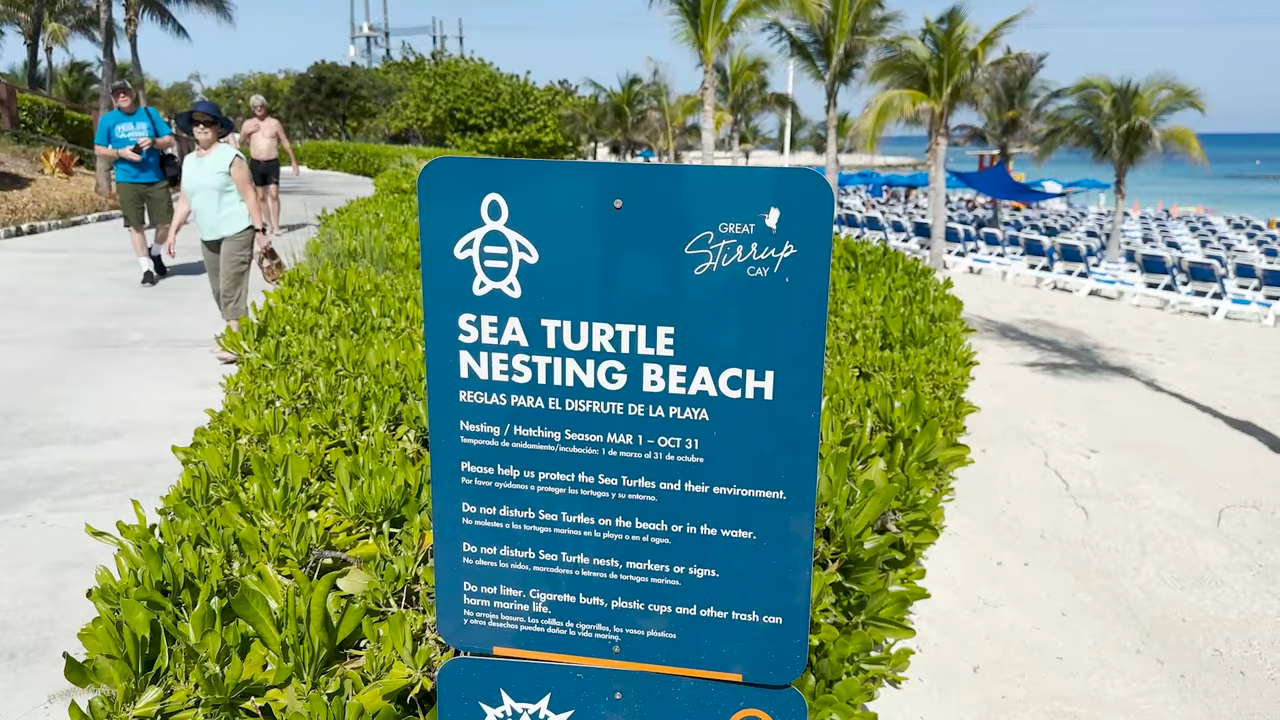 GREAT
Stirrup
CAY
SEA TURTLE
NESTING BEACH
REGLAS PARA EL DISFRUTE DE LA PLAYA
Nesting / Hatching Season MAR 1 – OCT 31
Temporada de anidamiento/incubación: 1 de marzo al 31 de octubre
Please help us protect the Sea Turtles and their environment.
Por favor ayúdanos a proteger las tortugas y su entorno.
Do not disturb Sea Turtles on the beach or in the water.
No molestes a las tortugas marinas en la playa o en el agua.
Do not disturb Sea Turtle nests, markers or signs.
No alteres los nidos, marcadores o letreros de tortugas marinas.
Do not litter. Cigarette butts, plastic cups and other trash can
harm marine life.
No arrojes basura. Las colillas de cigarrillos, los vasos plásticos
y otros desechos pueden dañar la vida marina.